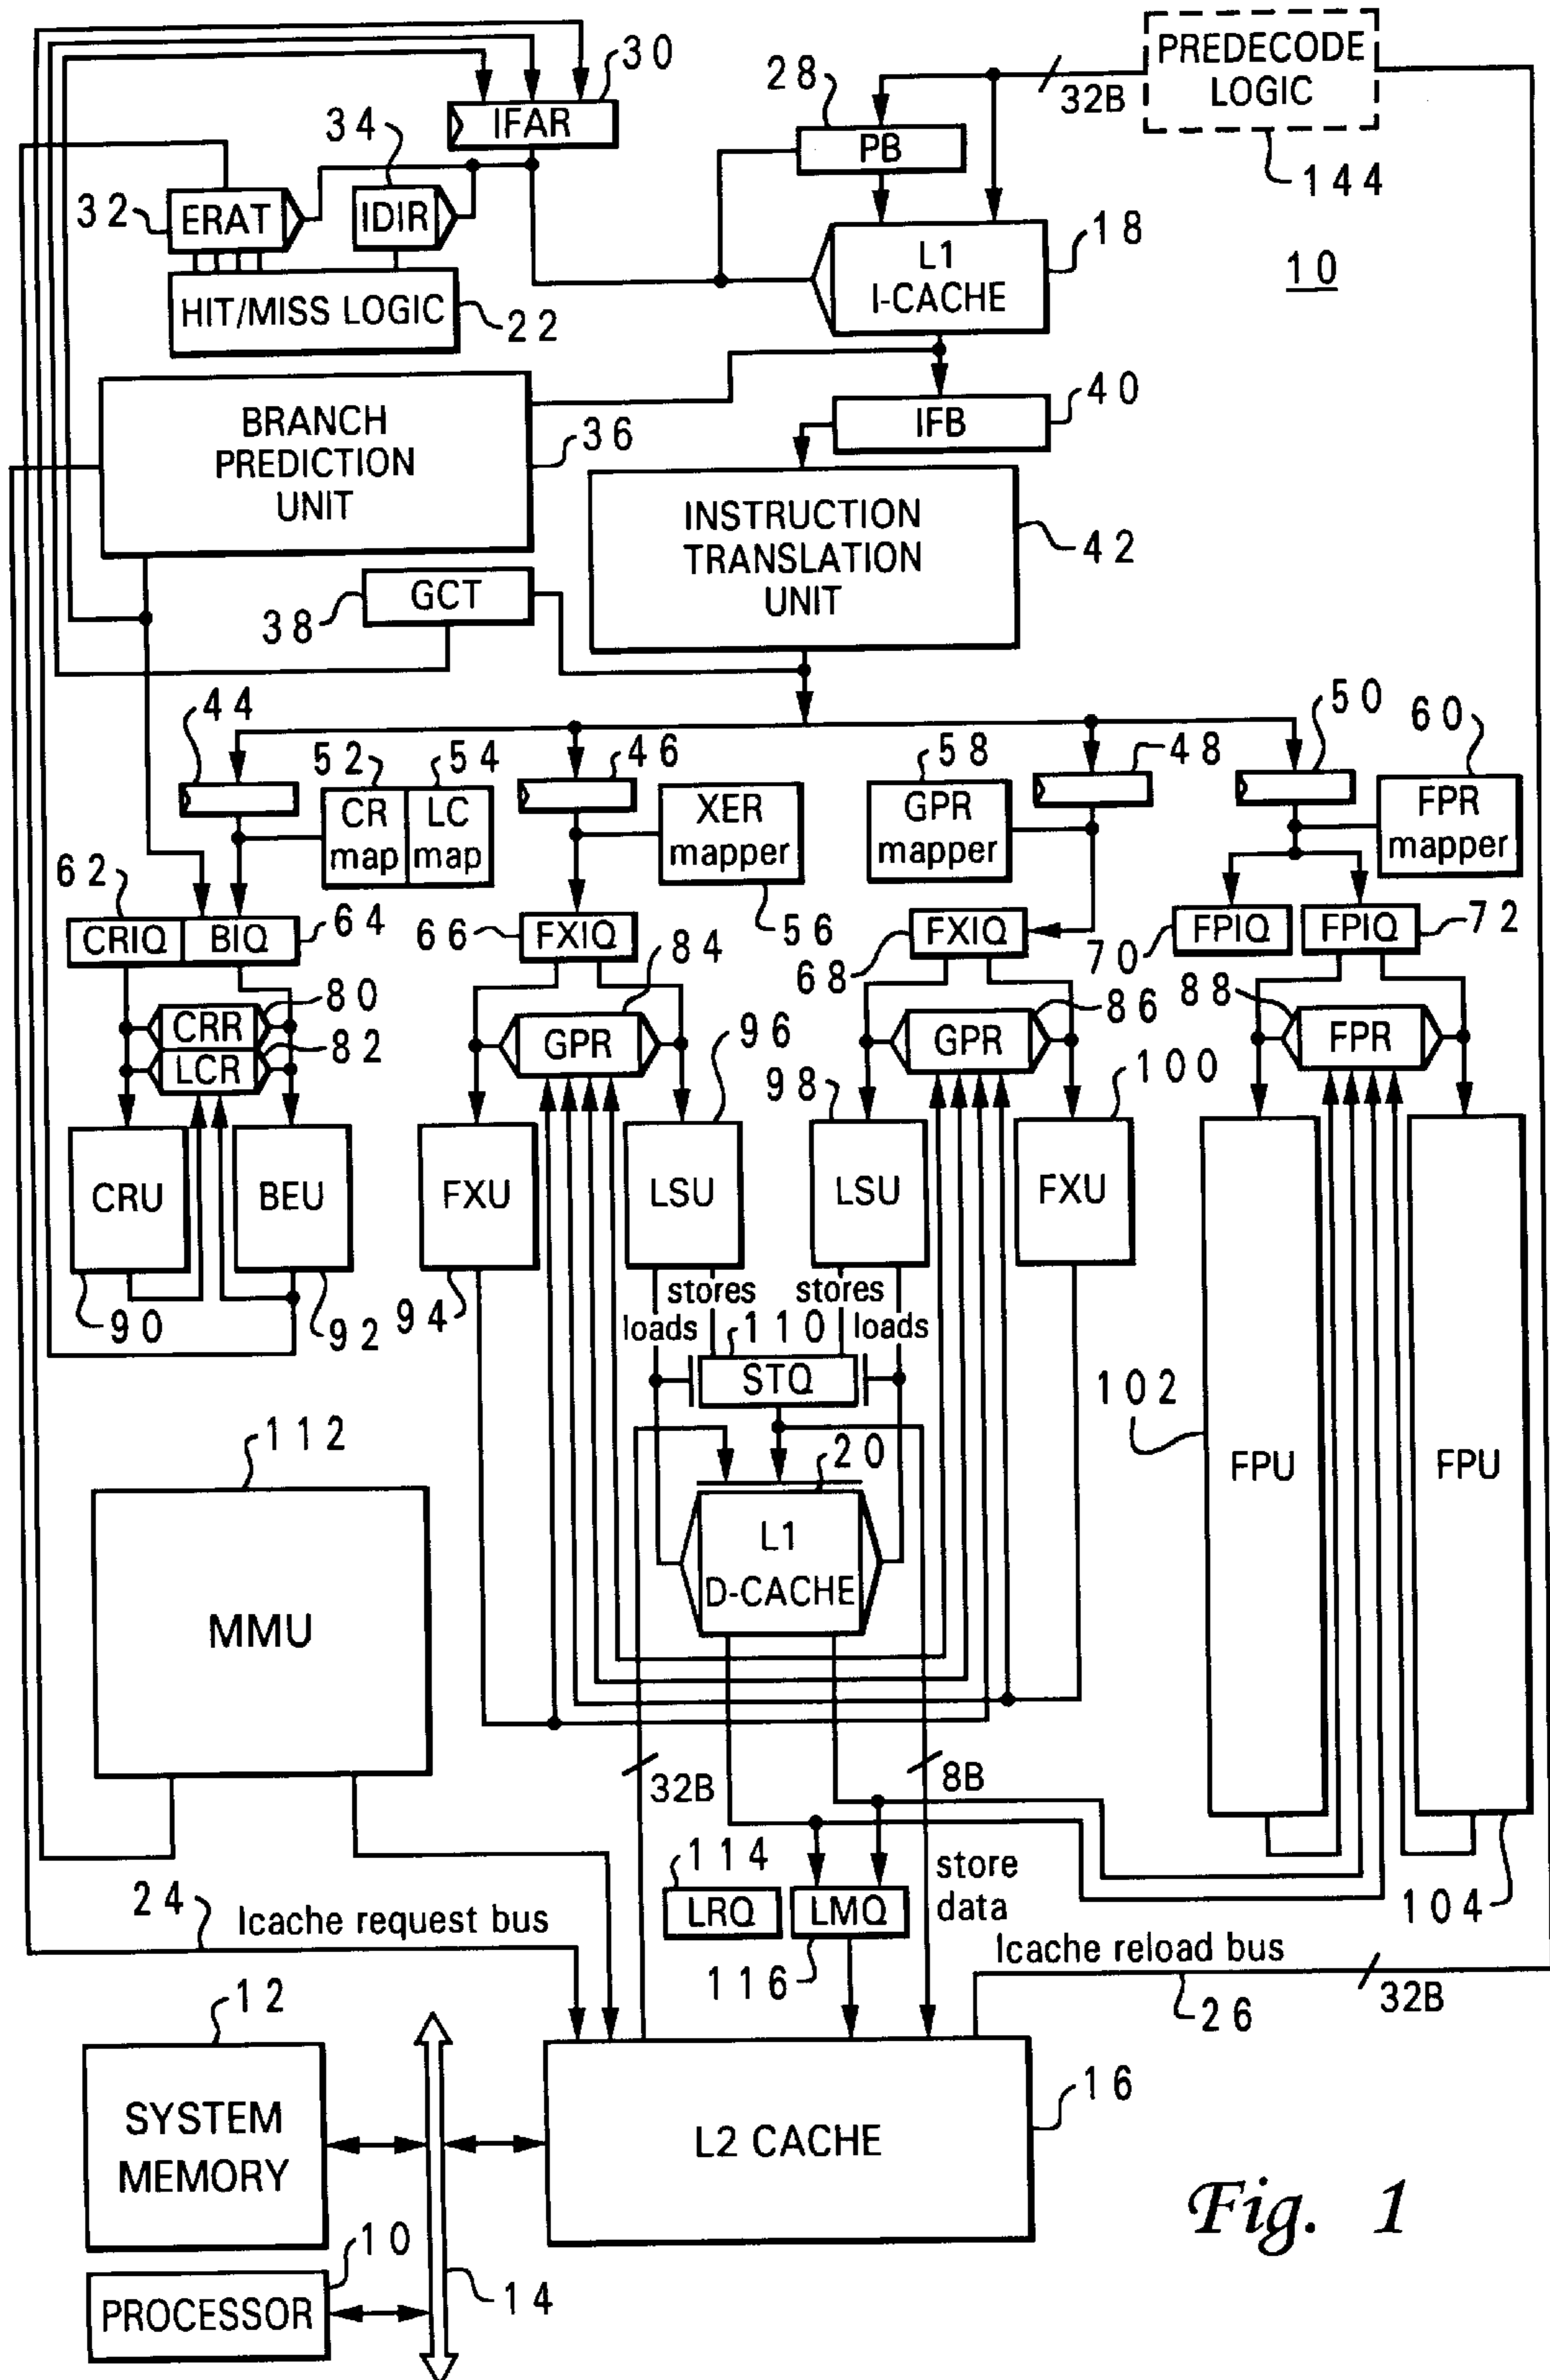 30
PREDECODE
LOGIC
28
32B
34
IFAR
PB
144
32
ERAT
IDIR
18
L1
I-CACHE
10
HIT/MISS LOGIC
22
40
BRANCH
PREDICTION
UNIT
36
IFB
INSTRUCTION
TRANSLATION
UNIT
42
GCT
38
44
52
54
46
58
48
50
60
CR
map
LC
map
XER
mapper
GPR
mapper
FPR
mapper
62
CRIQ
BIQ
64
66
FXIQ
56
FXIQ
68
FPIQ
70
FPIQ
72
80
84
86
88
CRR
GPR
GPR
FPR
82
LCR
96
98
100
CRU
BEU
FXU
LSU
LSU
FXU
90
92
94
stores
stores
loads
110
loads
STQ
102
112
20
FPU
FPU
L1
D-CACHE
MMU
32B
8B
114
store
data
LRQ
LMQ
104
24
Icache request bus
Icache reload bus
116
32B
26
12
16
SYSTEM
MEMORY
L2 CACHE
10
14
PROCESSOR
Fig. 1